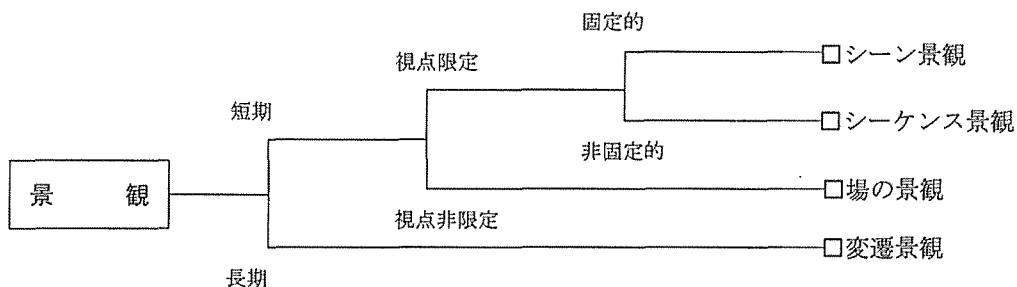 固定的
□シーン景観
視点限定
短期
□シーケンス景観
非固定的
景 観
□場の景観
視点非限定
□変遷景観
長期